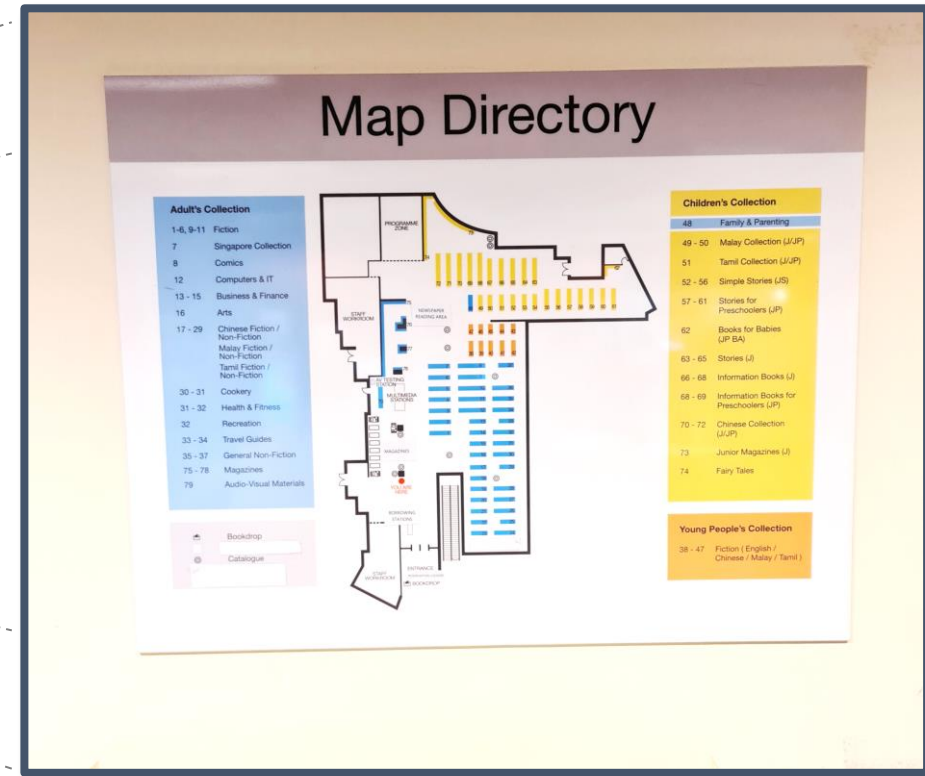 Map Directory
Adult's Collection
1-6, 9-11 Fiction
7 Singapore Collection
8 Comics
12 Computers & IT
13 - 15 Business & Finance
16 Arts
17 - 29 Chinese Fiction /
Non-Fiction
Malay Fiction /
Non-Fiction
Tamil Fiction /
Non-Fiction
30 - 31 Cookery
31 - 32 Health & Fitness
32 Recreation
33 - 34 Travel Guides
35 - 37 General Non-Fiction
75 - 78 Magazines
79 Audio-Visual Materials
Bookdrop
Catalogue
PROGRAMME
ZONE
STAFF
WORKROOM
NEWSPAPER
READING AREA
AV TESTING
STATION
MULTIMEDIA
STATIONS
MAGAZINE
YOU ARE
HERE
BORROWING
STATIONS
STAFF
WORKROOM
ENTRANCE
BOOKDROP
Children's Collection
48 Family & Parenting
49 - 50 Malay Collection (J/JP)
51 Tamil Collection (J/JP)
52 - 56 Simple Stories (JS)
57 - 61 Stories for
Preschoolers (JP)
62 Books for Babies
(JP BA)
63 - 65 Stories (J)
66 - 68 Information Books (J)
68 - 69 Information Books for
Preschoolers (JP)
70 - 72 Chinese Collection
(J/JP)
73 Junior Magazines (J)
74 Fairy Tales
Young People's Collection
38 - 47 Fiction ( English /
Chinese / Malay / Tamil )